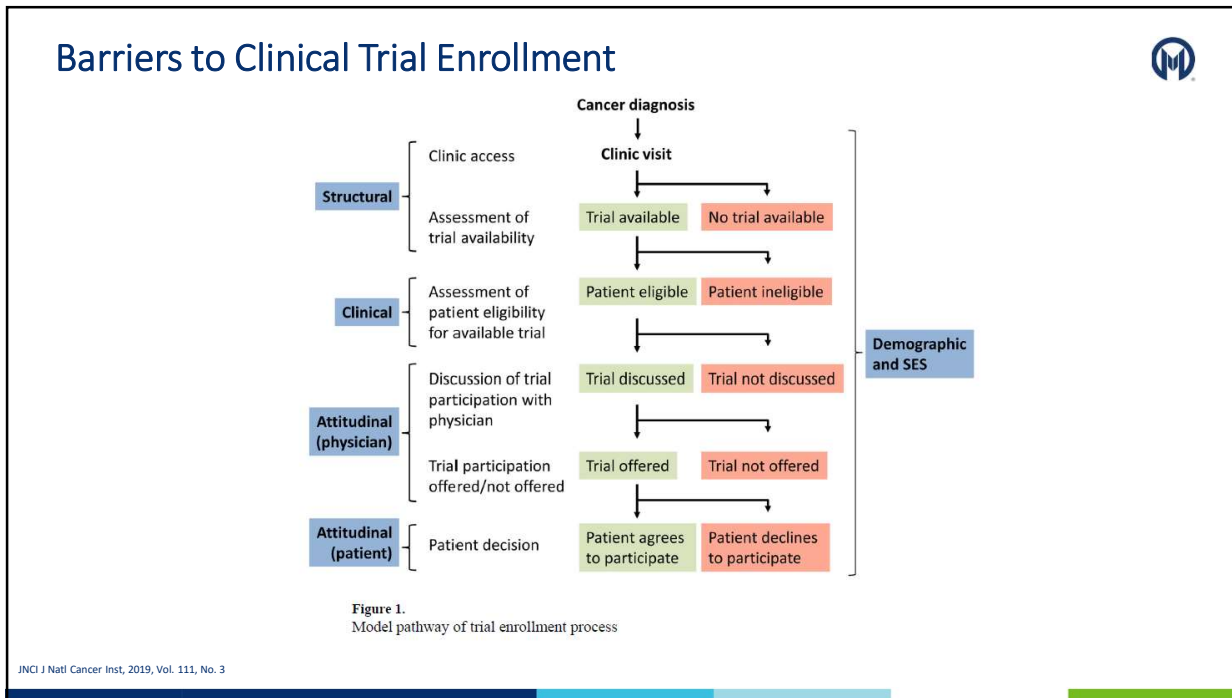 Barriers to Clinical Trial Enrollment
Cancer diagnosis
Clinic access
Clinic visit
Structural
Assessment of
trial availability
Trial available
No trial available
Clinical
Assessment of
patient eligibility
for available trial
Patient eligible
Patient ineligible
Demographic
and SES
Attitudinal
(physician)
Discussion of trial
participation with
physician
Trial discussed
Trial not discussed
Trial participation
offered/not offered
Trial offered
Trial not offered
Attitudinal
(patient)
Patient decision
Patient agrees
to participate
Patient declines
to participate
Figure 1.
Model pathway of trial enrollment process
JNCI J Natl Cancer Inst, 2019, Vol. 111, No. 3